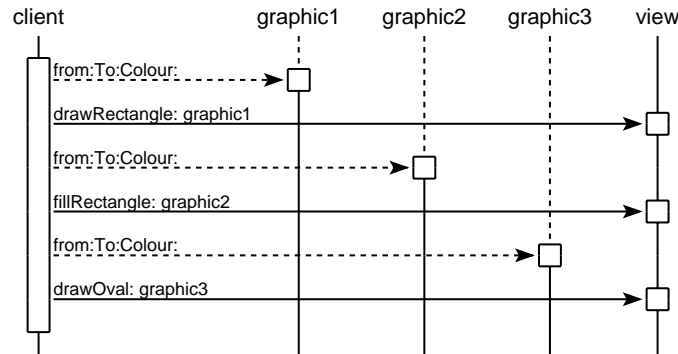 client graphic1 graphic2 graphic3 view
from:To:Colour:
drawRectangle: graphic1
from:To:Colour:
fillRectangle: graphic2
from:To:Colour:
drawOval: graphic3